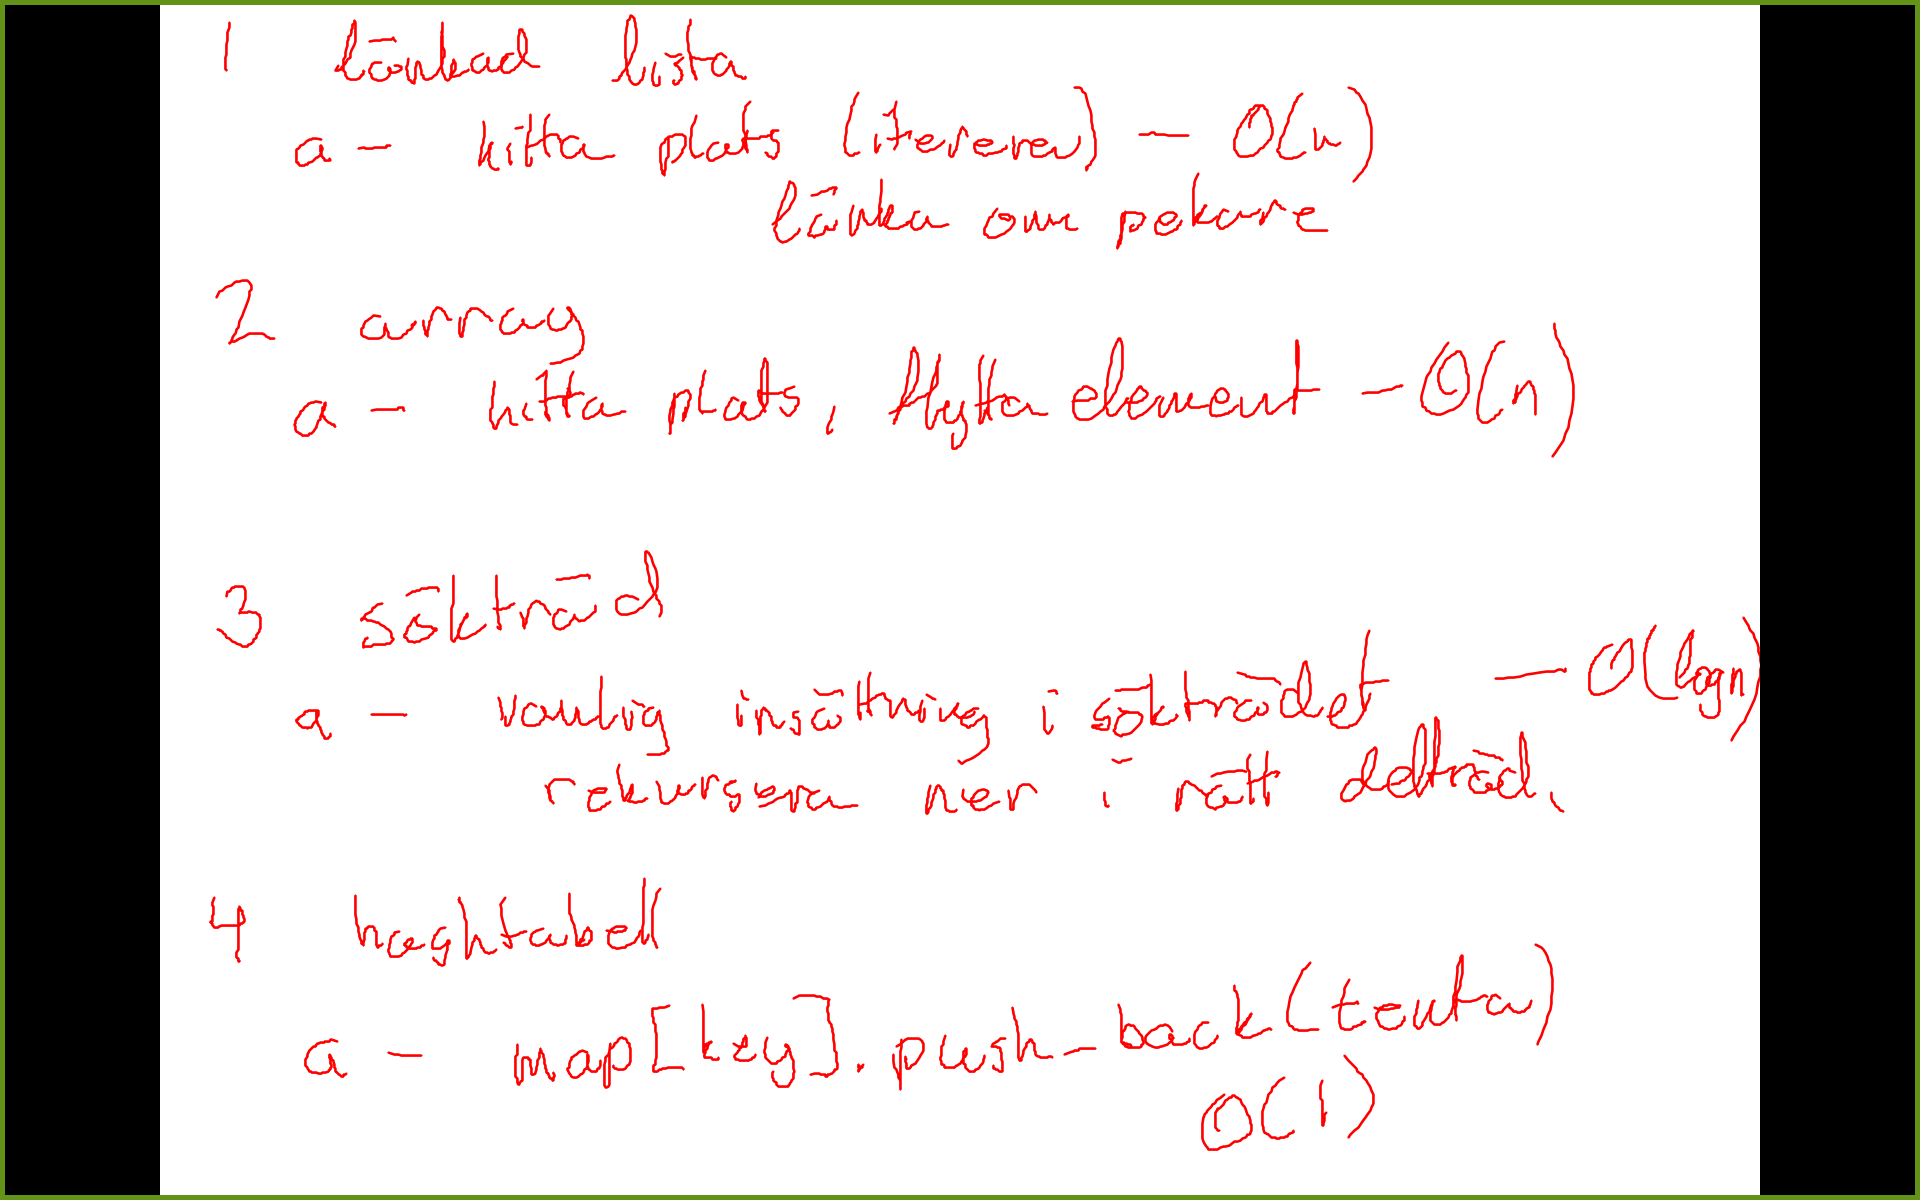 1 länkad lista
a - hitta plats (iterera) - O(n)
länka om pekare
2 array
a - hitta plats, flytta element - O(n)
3 sökträd
a - vanlig insättning i sökträdet - O(logn)
rekursera ner i rätt delträd.
4 hashtabell
a - map[key].push_back(tenta)
O(1)